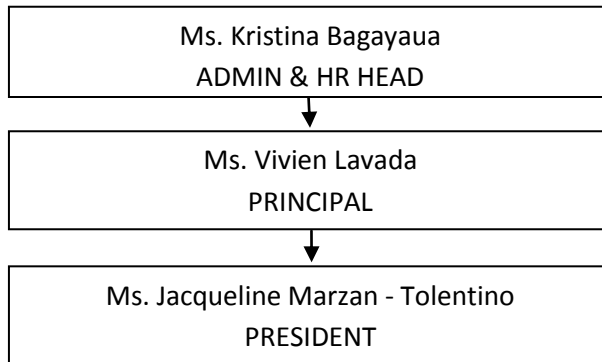 Ms. Kristina Bagayaua
ADMIN & HR HEAD
Ms. Vivien Lavada
PRINCIPAL
Ms. Jacqueline Marzan - Tolentino
PRESIDENT